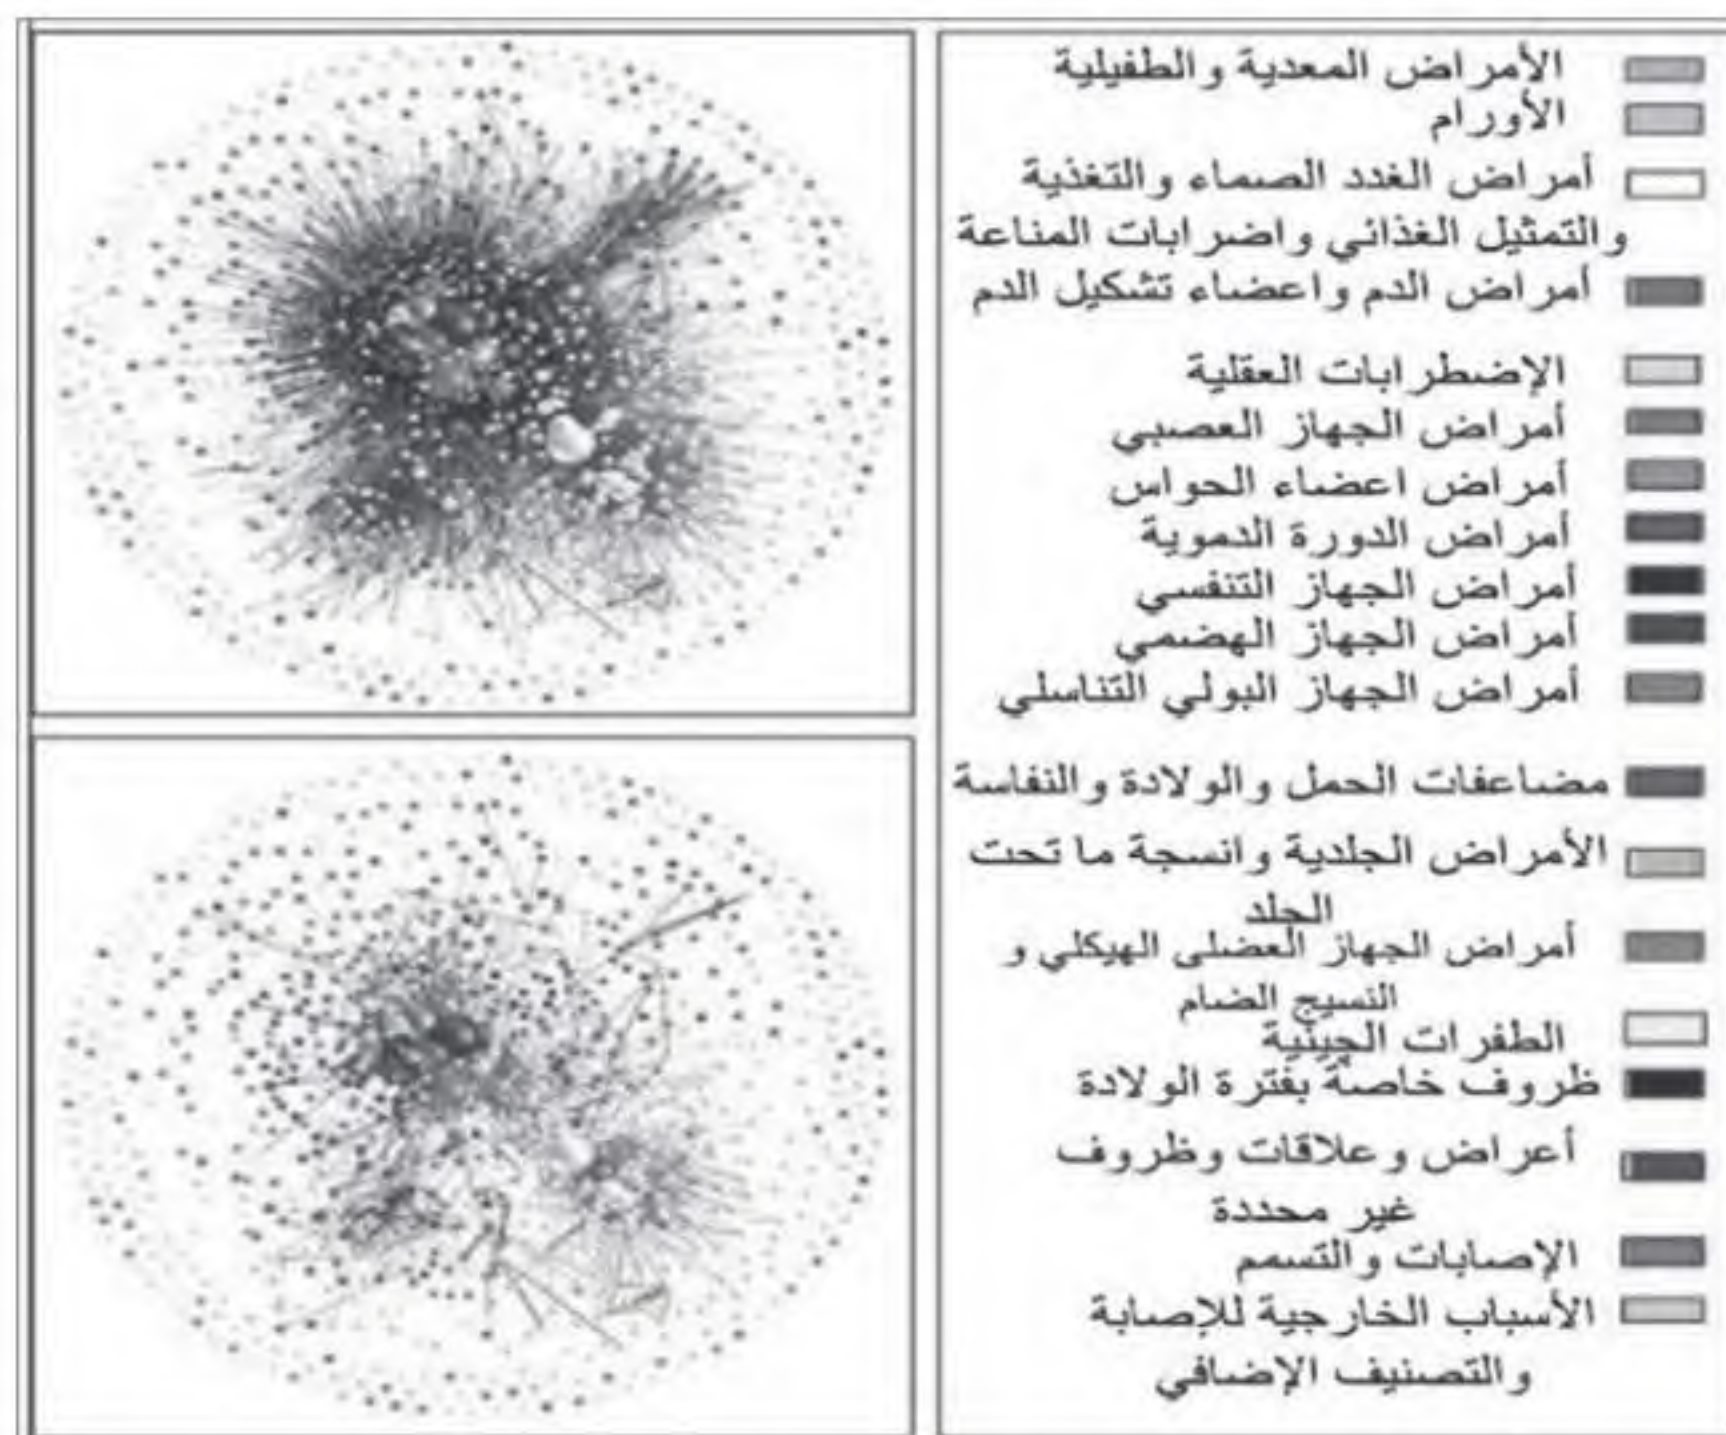 الأمراض المعدية والطفيلية
الأورام
أمراض الغدد الصماء والتغذية
والتمثيل الغذائي واضرابات المناعة
أمراض الدم واعضاء تشكيل الدم
الإضطرابات العقلية
أمراض الجهاز العصبي
أمراض اعضاء الحواس
أمراض الدورة الدموية
أمراض الجهاز التنفسي
أمراض الجهاز الهضمي
أمراض الجهاز البولي التناسلي
مضاعفات الحمل والولادة والنفاسة
الأمراض الجلدية وانسجة ما تحت
الجلد
أمراض الجهاز العضلي الهيكلي و
النسيج الضام
الطفرات الجينية
ظروف خاصة بفترة الولادة
أعراض وعلاقات وظروف
غير محددة
الإصابات والتسمم
الأسباب الخارجية للإصابة
والتصنيف الإضافي